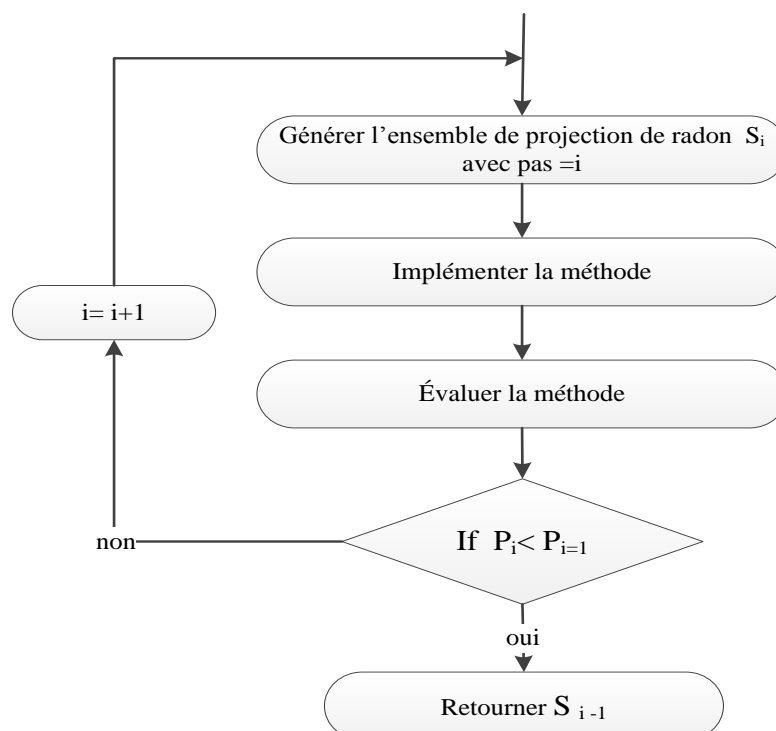 Générer l’ensemble de projection de radon Si
avec pas =i
Implémenter la méthode
i= i+1
Évaluer la méthode
If Pi< Pi=1
non
oui
Retourner S i -1